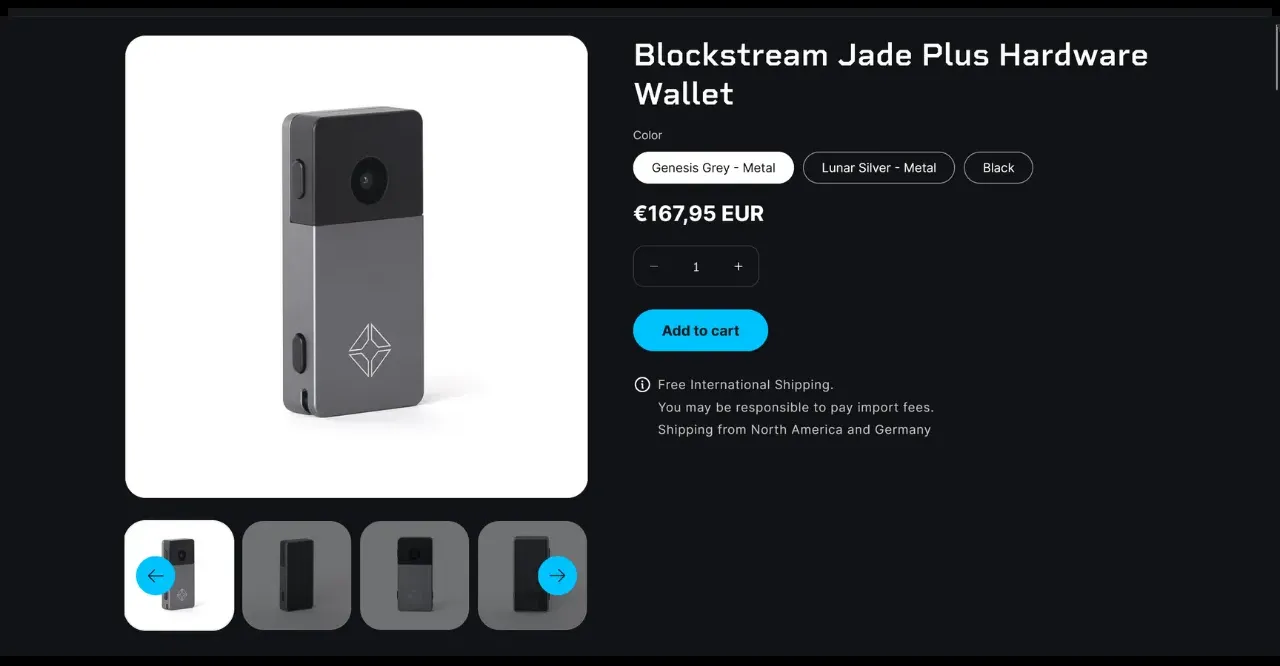 Blockstream Jade Plus Hardware
Wallet
Color
Genesis Grey - Metal
Lunar Silver - Metal
Black
€167,95 EUR
1
Add to cart
Free International Shipping.
You may be responsible to pay import fees.
Shipping from North America and Germany